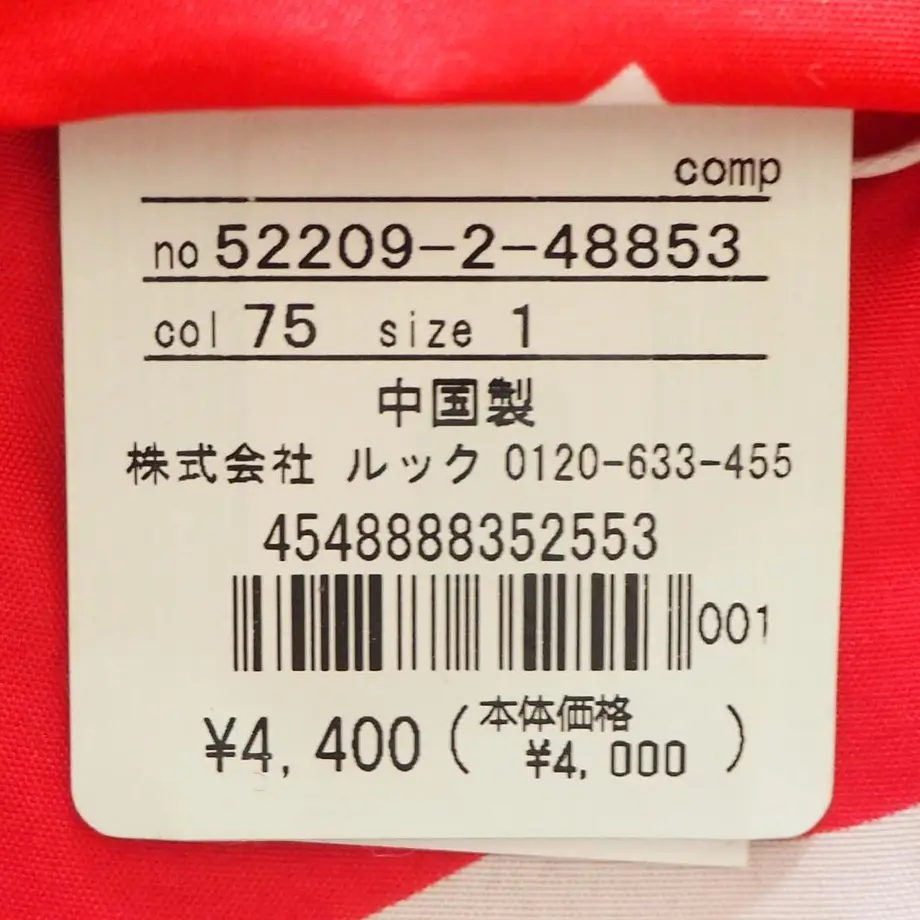 comp
no 52209-2-48853
col 75 size 1
中国製
株式会社 ルック 0120-633-455
4548888352553
001
¥4,400(本体価格
¥4,000)